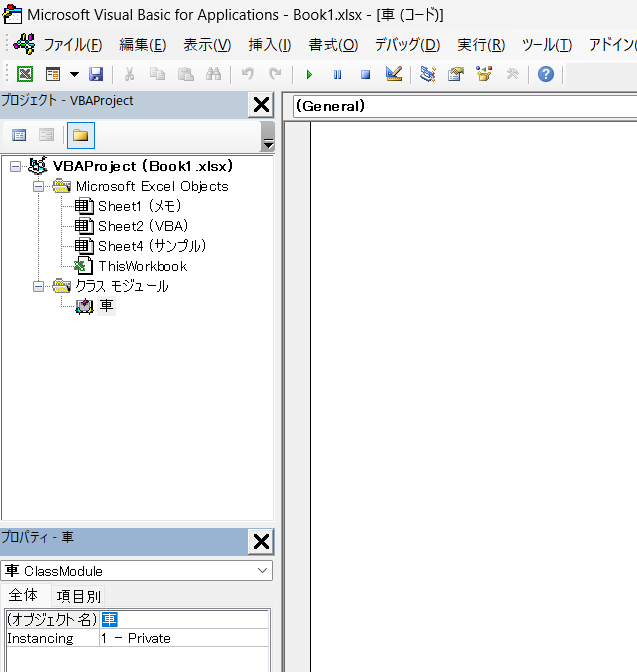 Microsoft Visual Basic for Applications - Book1.xlsx - [車 (コード)]
ファイル(F) 編集(E) 表示(V) 挿入(I) 書式(O) デバッグ(D) 実行(R) ツール(T) アドイン(
プロジェクト - VBAProject
(General)
VBAProject (Book1.xlsx)
Microsoft Excel Objects
Sheet1 (メモ)
Sheet2 (VBA)
Sheet4 (サンプル)
ThisWorkbook
クラス モジュール
車
プロパティ - 車
車 ClassModule
全体 項目別
(オブジェクト名) 車
Instancing 1 - Private